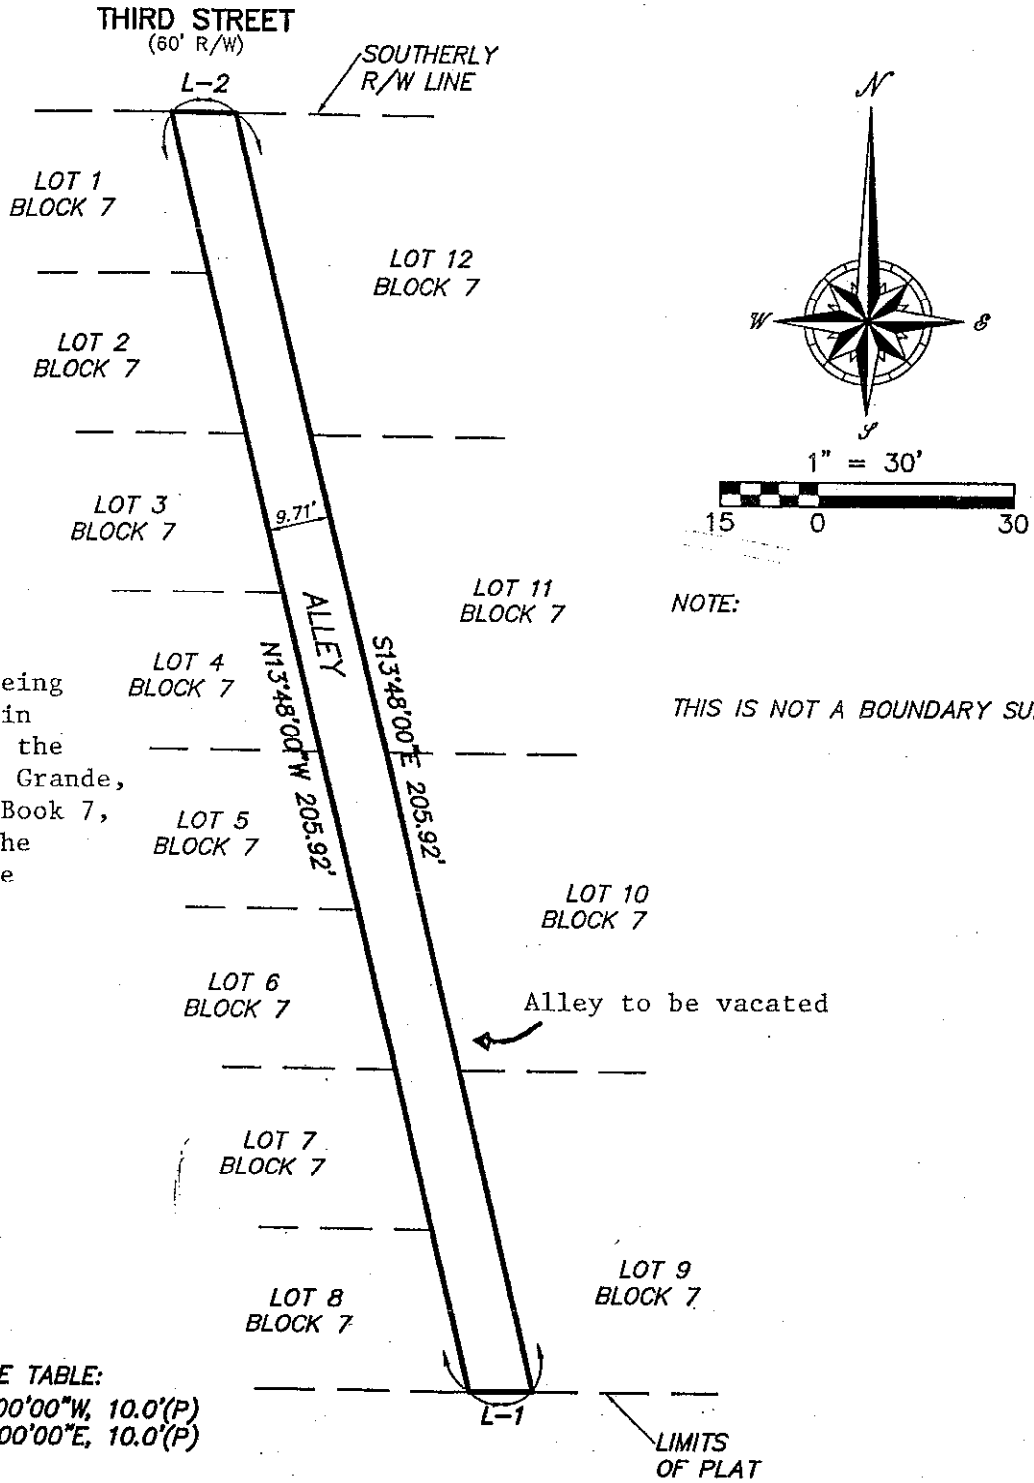 THIRD STREET
(60' R/W)
SOUTHERLY
R/W LINE
L-2
N
LOT 1
BLOCK 7
LOT 12
BLOCK 7
W
E
LOT 2
BLOCK 7
S
1" = 30'
15 0 30
LOT 3
BLOCK 7
9.71'
LOT 11
BLOCK 7
NOTE:
ALLEY
N13°48'00"W 205.92'
S13°48'00"E 205.92'
LOT 4
BLOCK 7
THIS IS NOT A BOUNDARY SU
eing
in
the
Grande,
Book 7,
he
e
LOT 5
BLOCK 7
LOT 10
BLOCK 7
LOT 6
BLOCK 7
Alley to be vacated
LOT 7
BLOCK 7
LOT 9
BLOCK 7
LOT 8
BLOCK 7
E TABLE:
00'00"W, 10.0'(P)
00'00"E, 10.0'(P)
L-1
LIMITS
OF PLAT